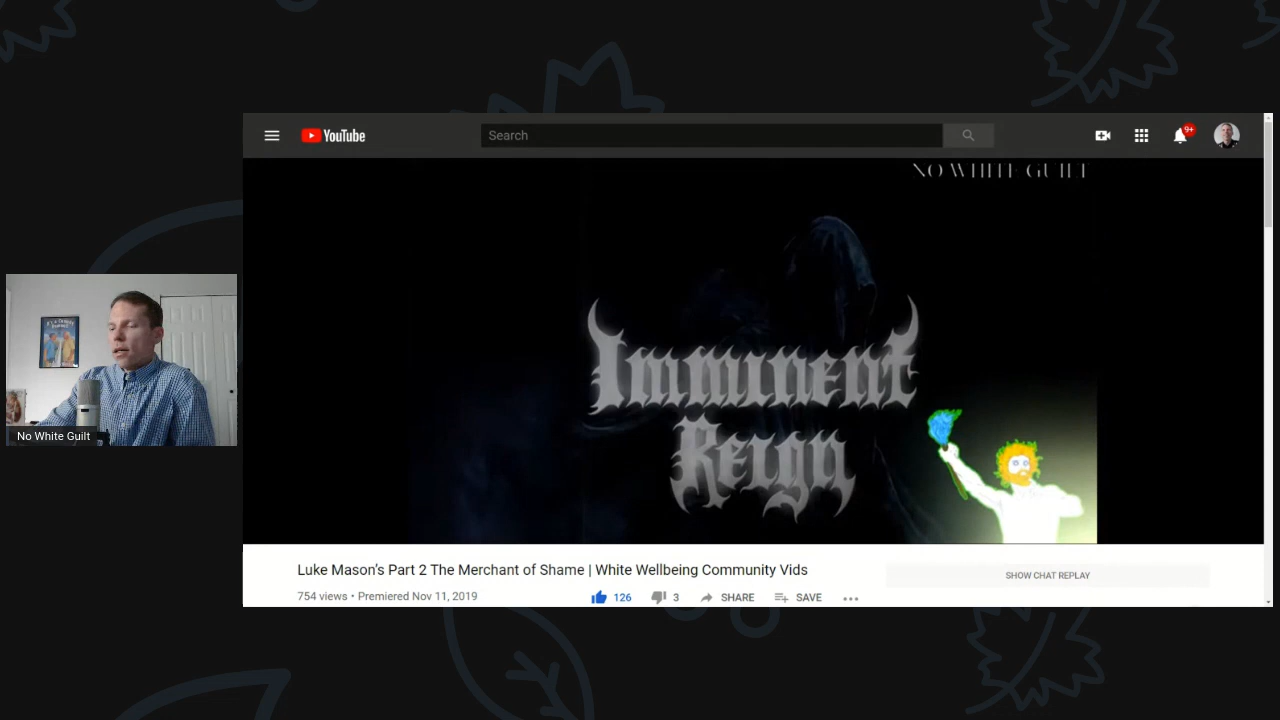 YouTube
Search
9+
NO WHITE GUILT
Imminent
Reign
No White Guilt
Luke Mason's Part 2 The Merchant of Shame | White Wellbeing Community Vids
SHOW CHAT REPLAY
754 views • Premiered Nov 11, 2019
126
3
SHARE
SAVE